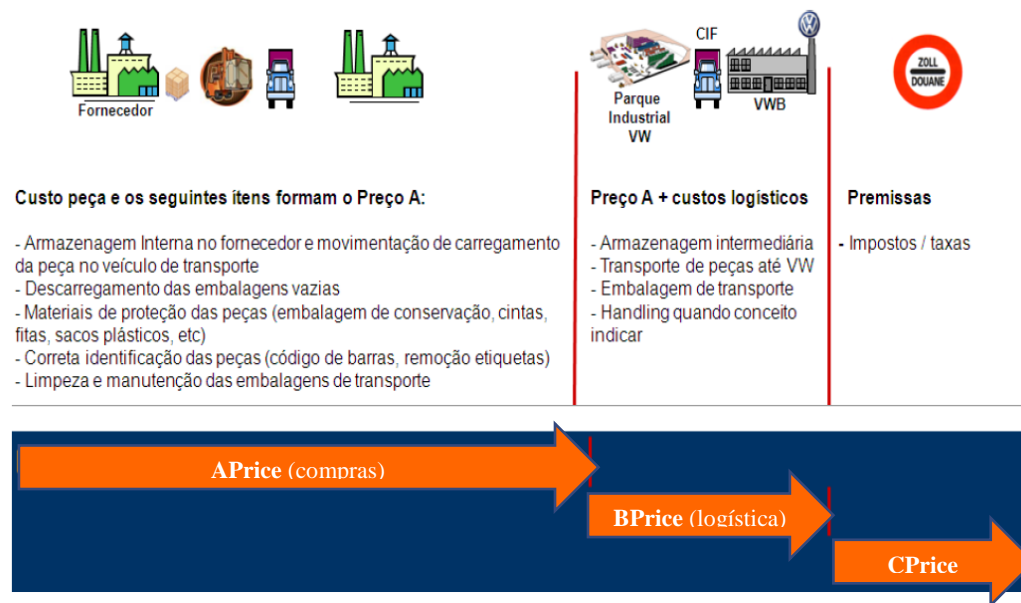 Fornecedor
Parque
Industrial
VW
CIF
VWB
ZOLL
DOUANE
Custo peça e os seguintes ítens formam o Preço A:
- Armazenagem Interna no fornecedor e movimentação de carregamento
da peça no veículo de transporte
- Descarregamento das embalagens vazias
- Materiais de proteção das peças (embalagem de conservação, cintas,
fitas, sacos plásticos, etc)
- Correta identificação das peças (código de barras, remoção etiquetas)
- Limpeza e manutenção das embalagens de transporte
Preço A + custos logísticos
- Armazenagem intermediária
- Transporte de peças até VW
- Embalagem de transporte
- Handling quando conceito
indicar
Premissas
- Impostos / taxas
APrice (compras)
BPrice (logística)
CPrice